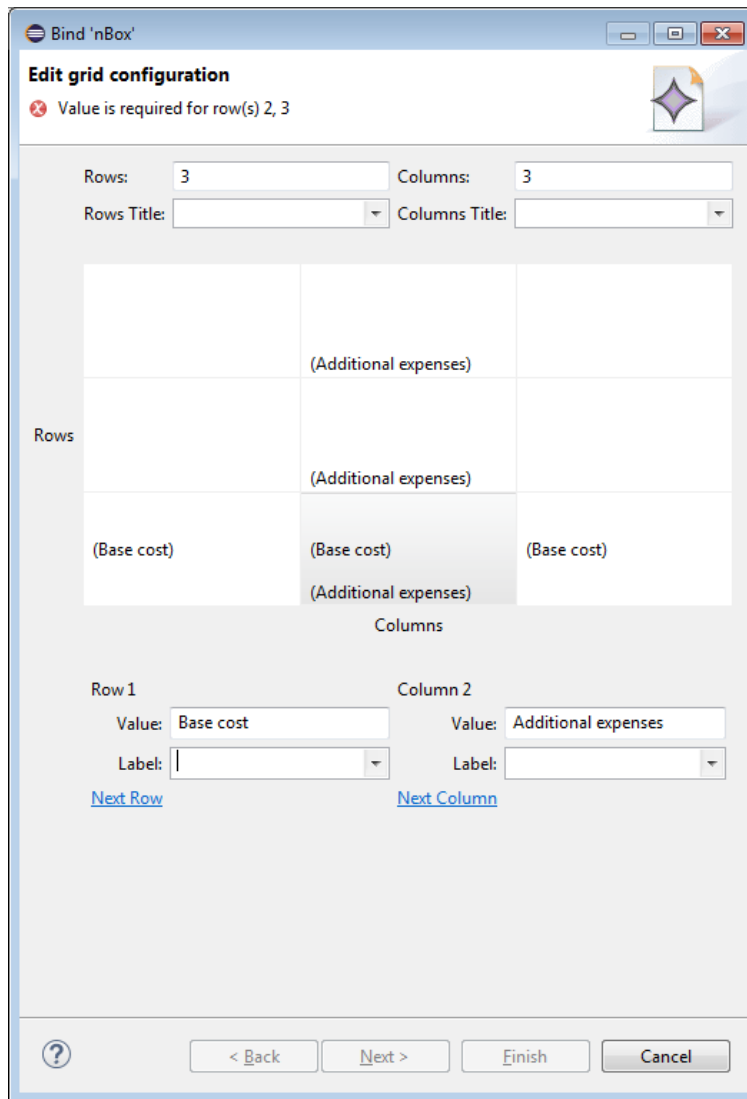 Bind 'nBox'
Edit grid configuration
Value is required for row(s) 2, 3
Rows: 3 Columns: 3
Rows Title: Columns Title:
(Additional expenses)
Rows
(Additional expenses)
(Base cost) (Base cost) (Base cost)
(Additional expenses)
Columns
Row 1 Column 2
Value: Base cost Value: Additional expenses
Label: Label:
Next Row Next Column
? < Back Next > Finish Cancel